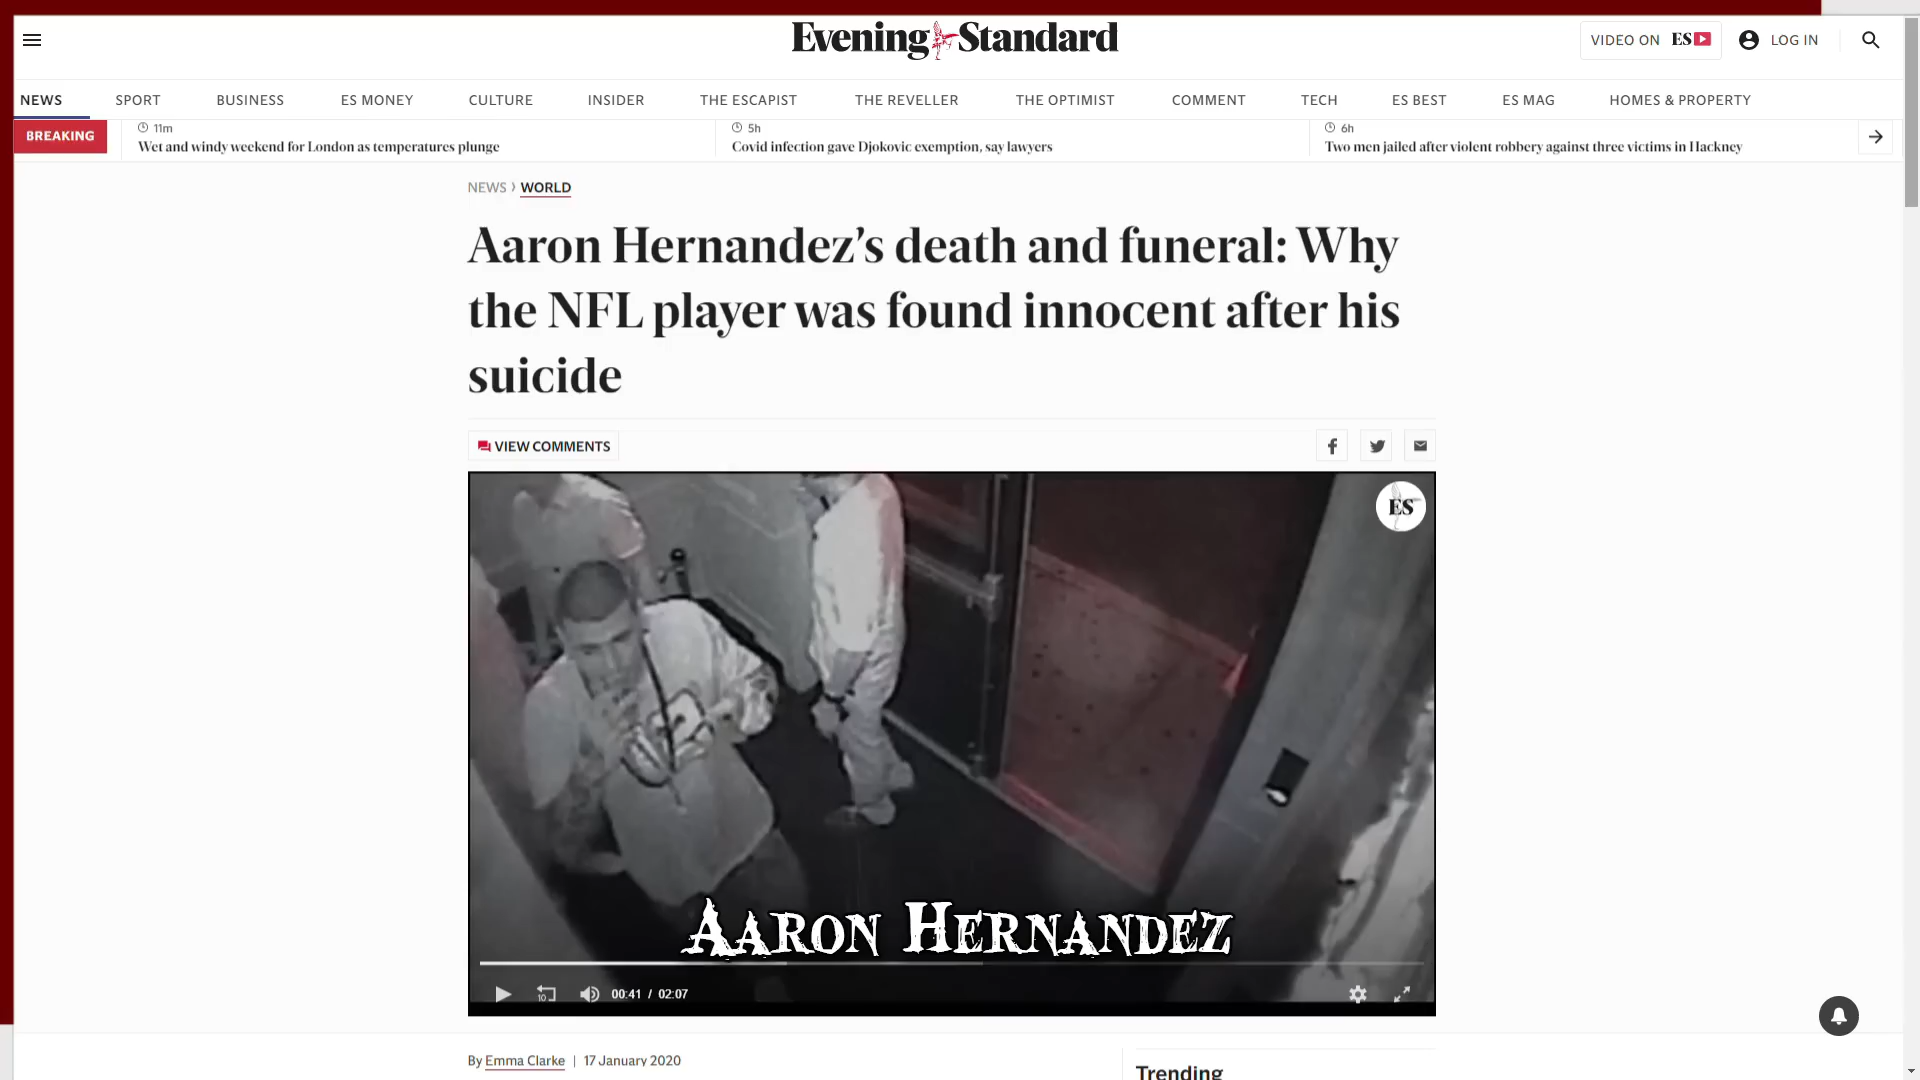 Evening Standard
VIDEO ON ES
LOG IN
NEWS SPORT BUSINESS ES MONEY CULTURE INSIDER THE ESCAPIST THE REVELLER THE OPTIMIST COMMENT TECH ES BEST ES MAG HOMES & PROPERTY
BREAKING
11m
Wet and windy weekend for London as temperatures plunge
5h
Covid infection gave Djokovic exemption, say lawyers
6h
Two men jailed after violent robbery against three victims in Hackney
NEWS › WORLD
Aaron Hernandez’s death and funeral: Why
the NFL player was found innocent after his
suicide
VIEW COMMENTS
ES
AARON HERNANDEZ
10
00:41 / 02:07
By Emma Clarke | 17 January 2020
Trending